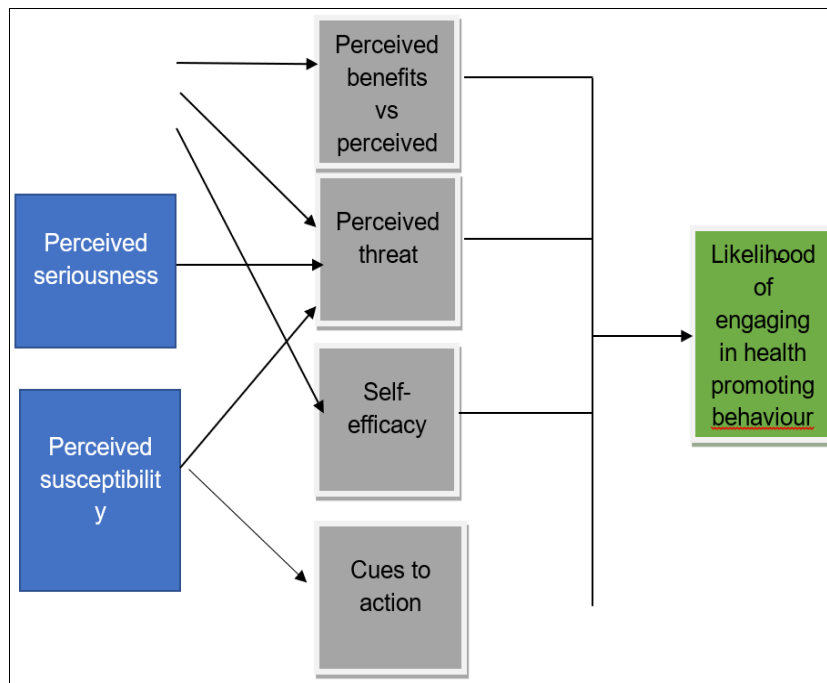 Perceived
benefits
vs
perceived
Perceived
threat
Perceived
seriousness
Likelihood
of
engaging
in health
promoting
behaviour
Self-
efficacy
Perceived
susceptibilit
y
Cues to
action